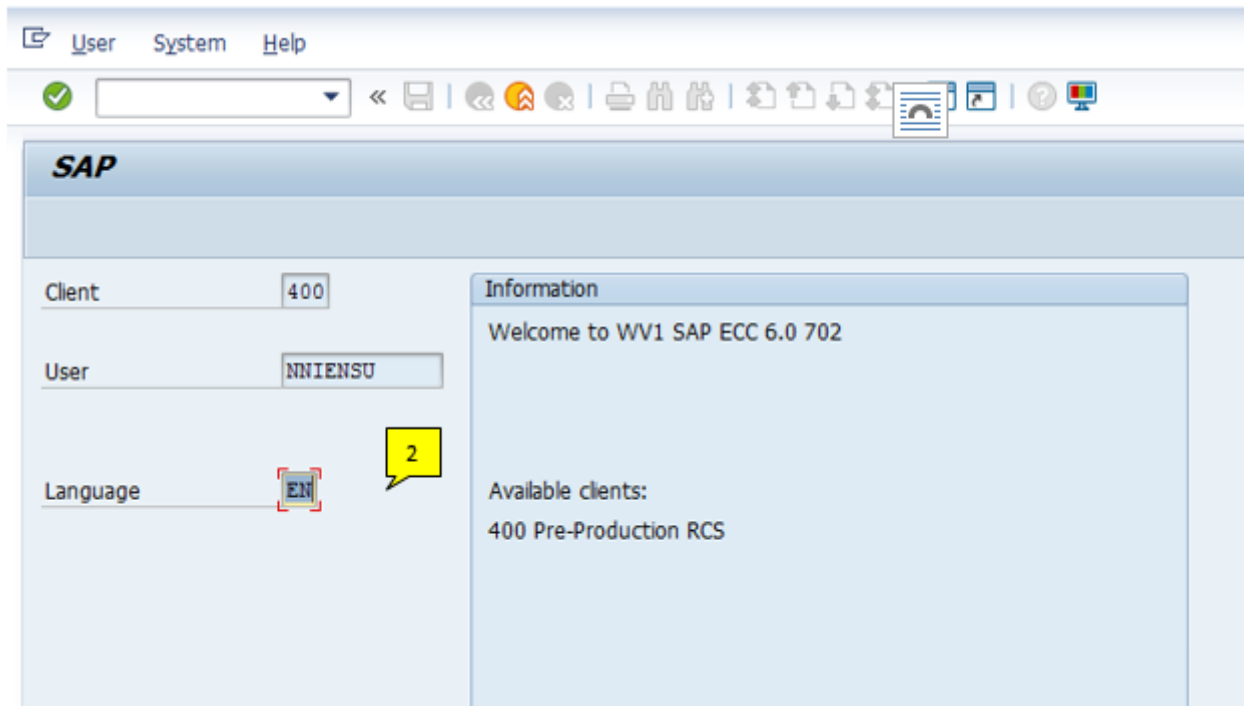 User System Help
SAP
Client 400
Information
Welcome to WV1 SAP ECC 6.0 702
User NNIENSU
2
Language EN
Available clients:
400 Pre-Production RCS